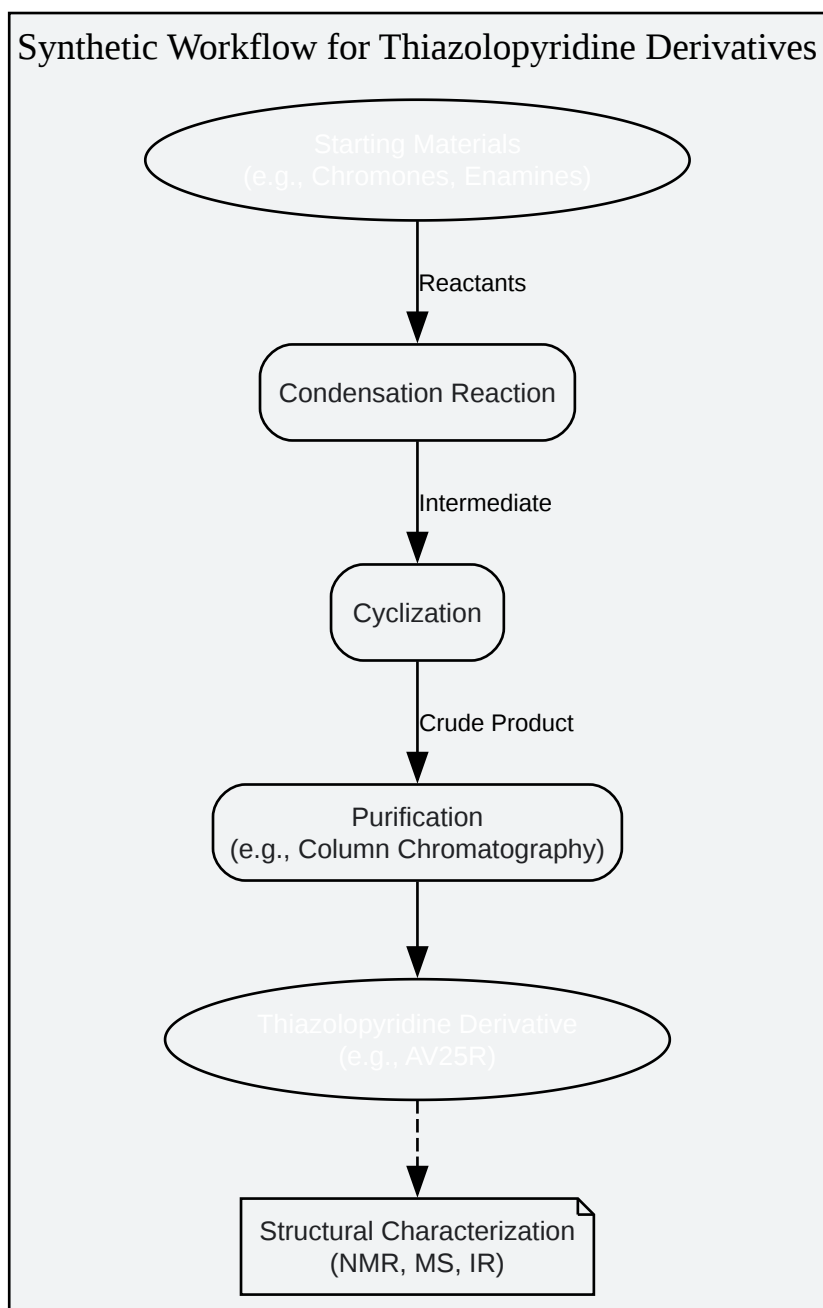 Synthetic Workflow for Thiazolopyridine Derivatives
Starting Materials
(e.g., Chromones, Enamines)
Reactants
Condensation Reaction
Intermediate
Cyclization
Crude Product
Purification
(e.g., Column Chromatography)
Thiazolopyridine Derivative
(e.g., AV25R)
Structural Characterization
(NMR, MS, IR)